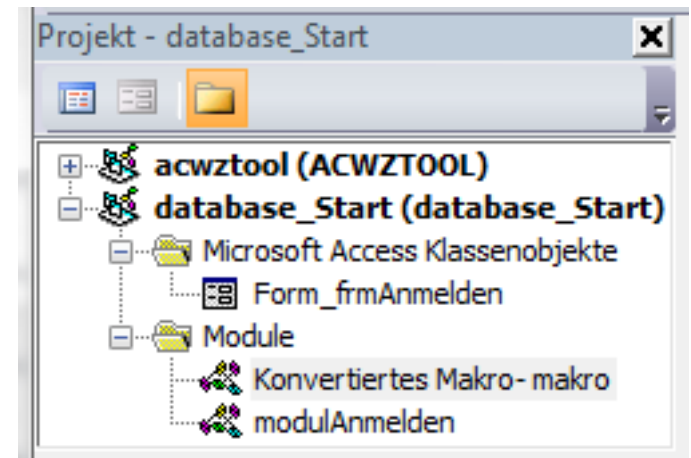 Projekt - database_Start
acwztool (ACWZTOOL)
database_Start (database_Start)
Microsoft Access Klassenobjekte
Form_frmAnmelden
Module
Konvertiertes Makro- makro
modulAnmelden